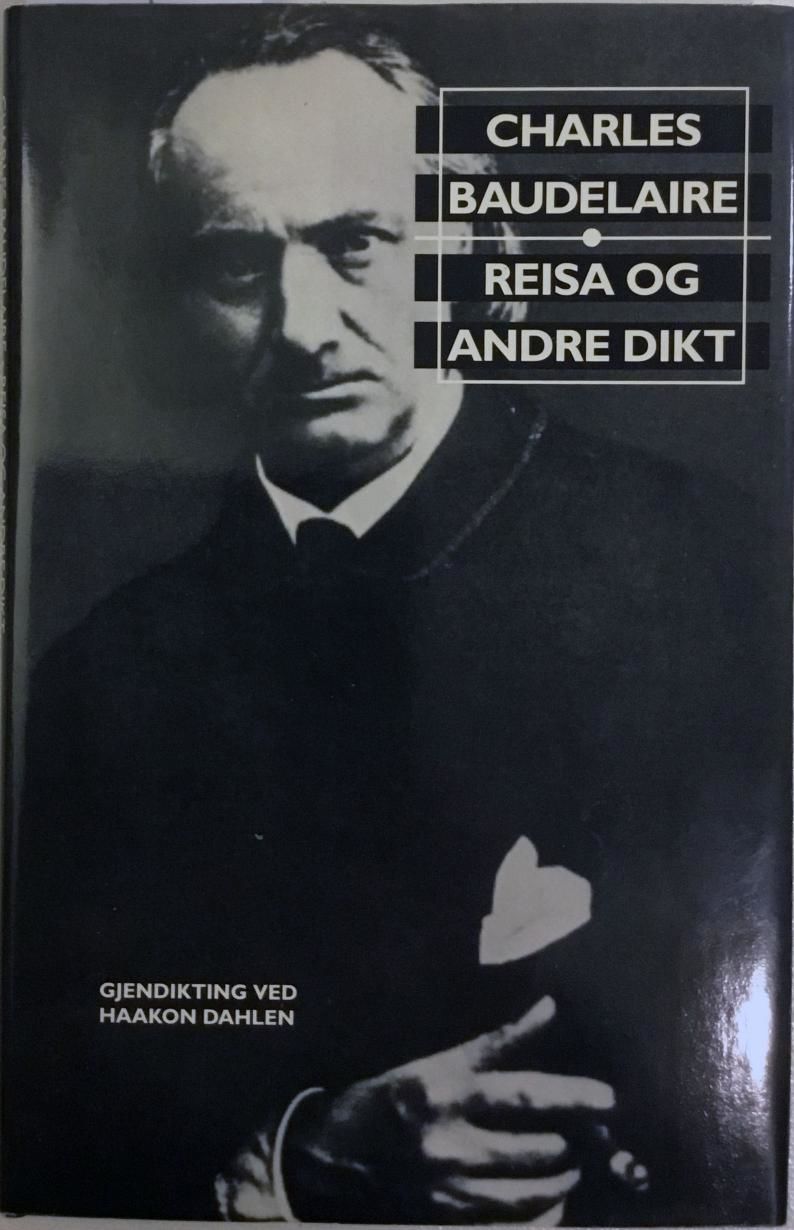 CHARLES
BAUDELAIRE
REISA OG
ANDRE DIKT
GJENDIKTING VED
HAAKON DAHLEN